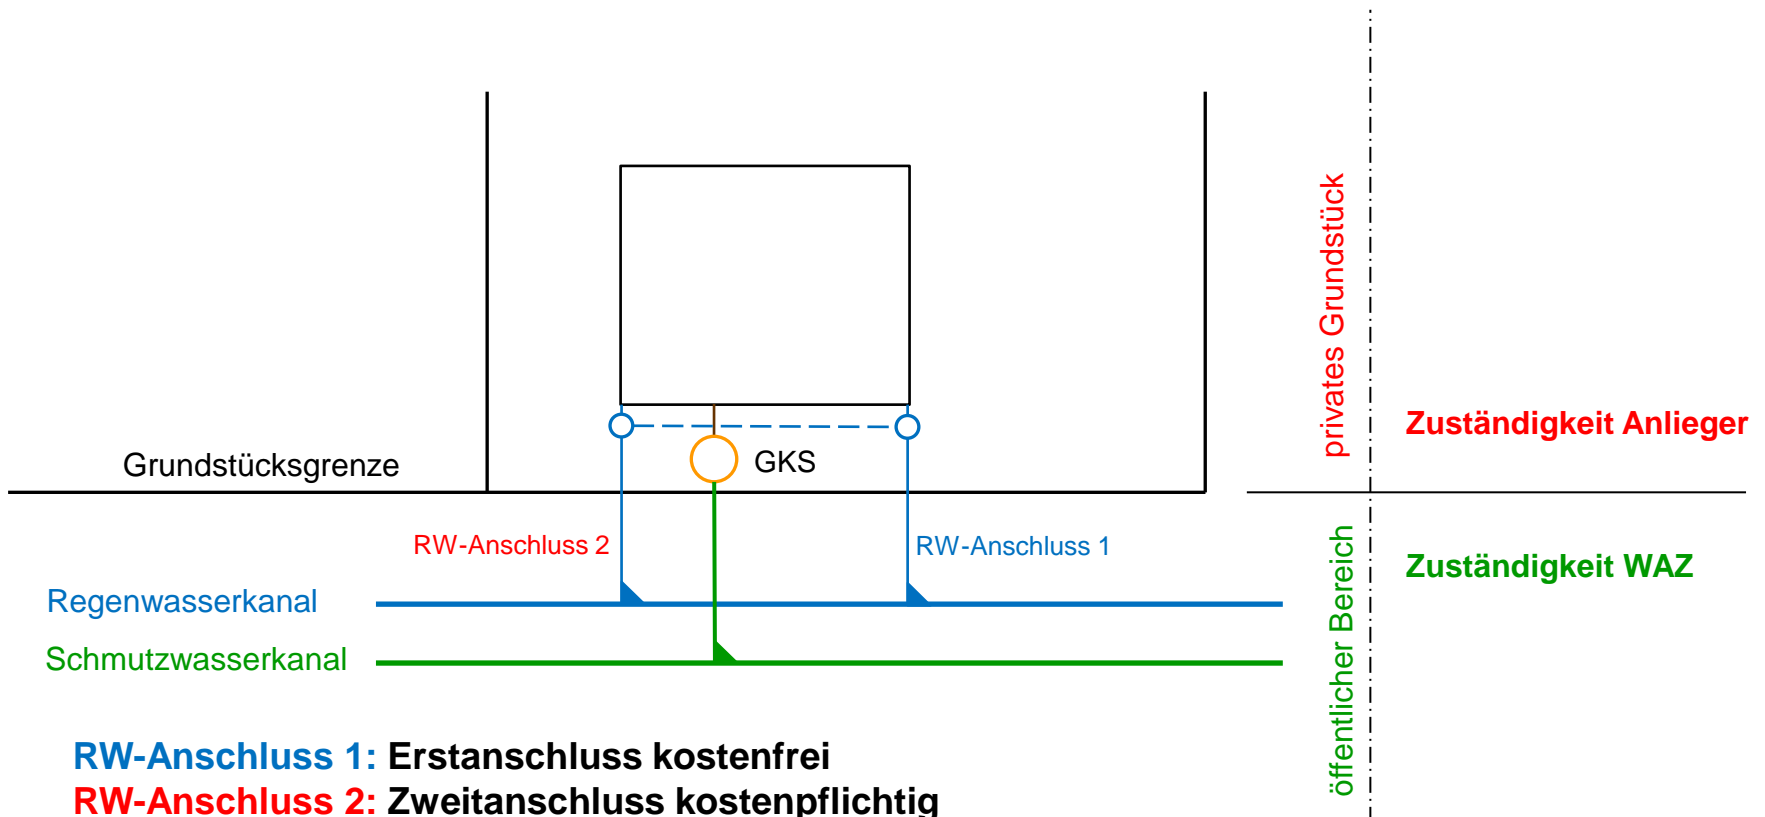 privates Grundstück
Zuständigkeit Anlieger
Grundstücksgrenze
GKS
RW-Anschluss 2
RW-Anschluss 1
Zuständigkeit WAZ
öffentlicher Bereich
Regenwasserkanal
Schmutzwasserkanal
RW-Anschluss 1: Erstanschluss kostenfrei
RW-Anschluss 2: Zweitanschluss kostenpflichtig